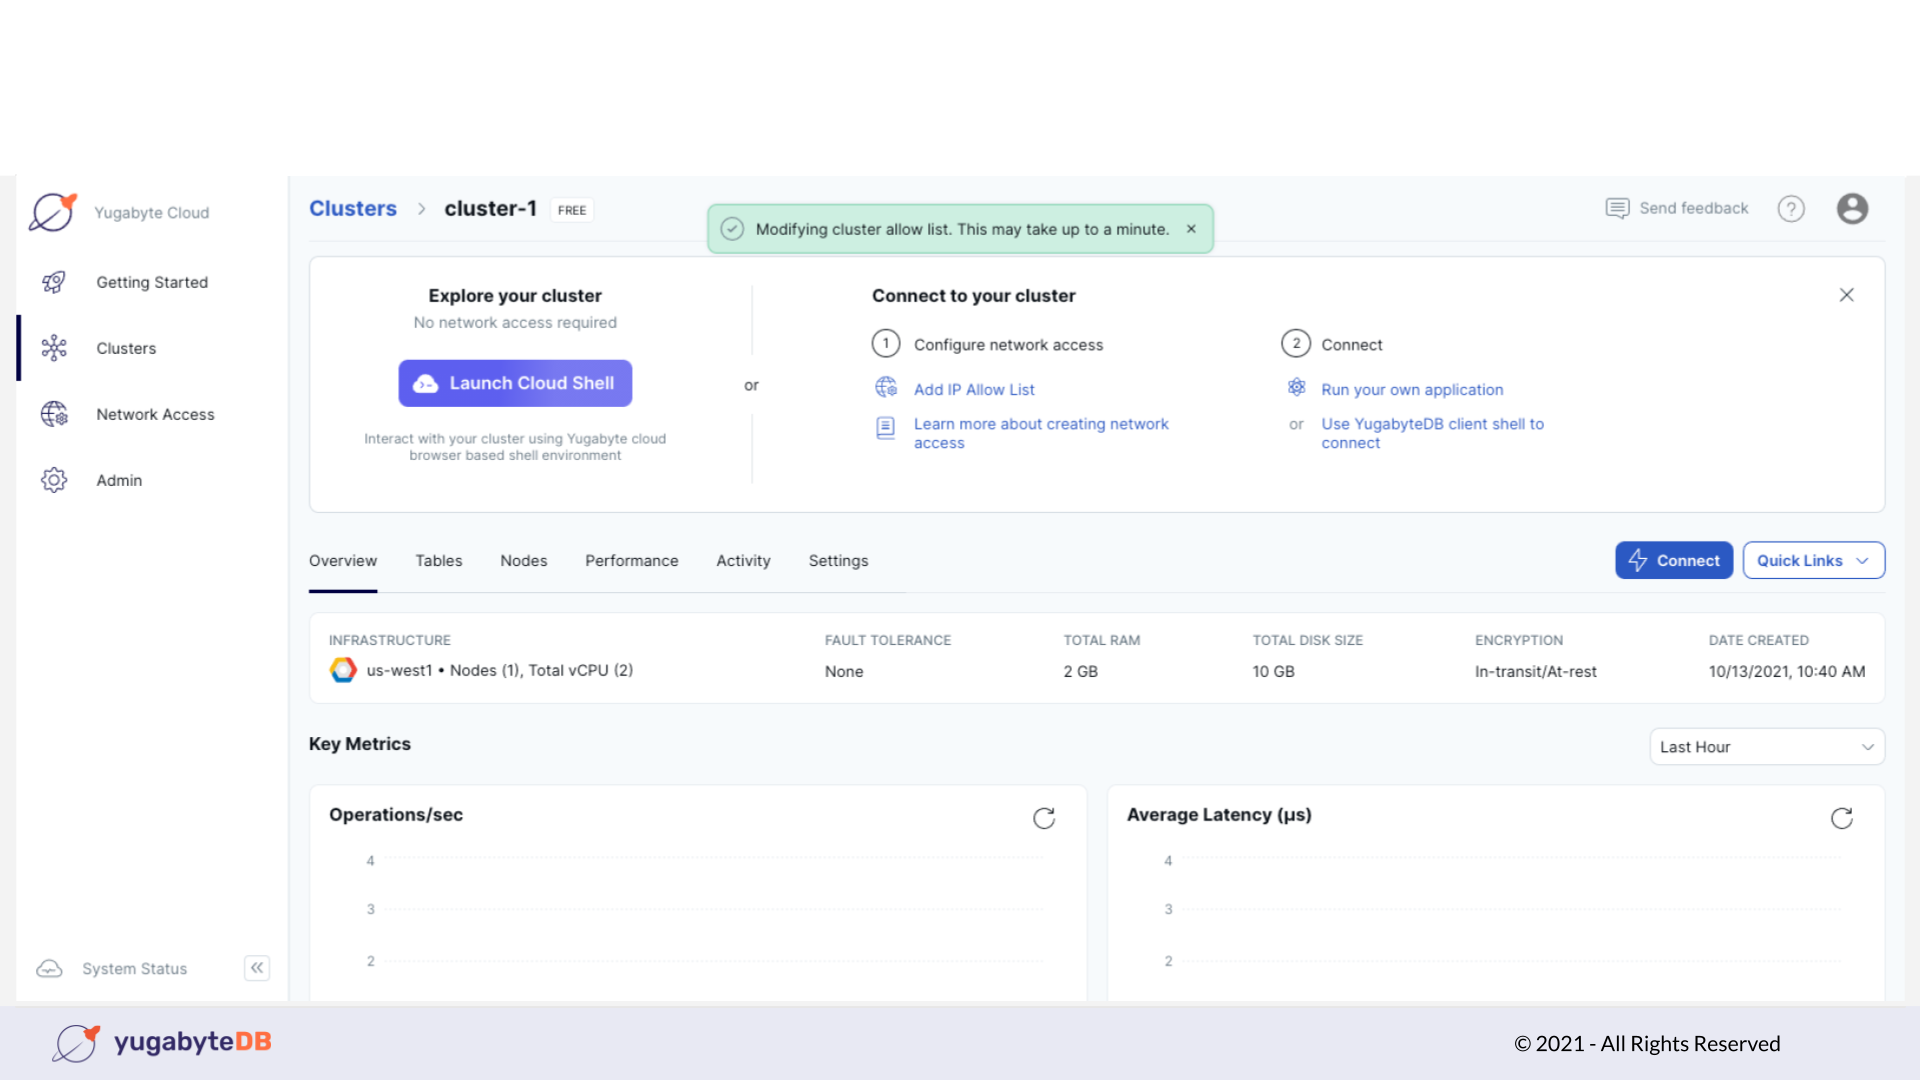 Yugabyte Cloud
Getting Started
Clusters
Network Access
Admin
System Status
Clusters > cluster-1 FREE
Modifying cluster allow list. This may take up to a minute. ×
Send feedback ?
Explore your cluster
No network access required
Launch Cloud Shell
Interact with your cluster using Yugabyte cloud
browser based shell environment
or
Connect to your cluster
1 Configure network access
Add IP Allow List
Learn more about creating network
access
2 Connect
Run your own application
or Use YugabyteDB client shell to
connect
Overview Tables Nodes Performance Activity Settings
Connect Quick Links
INFRASTRUCTURE
us-west1 • Nodes (1), Total vCPU (2)
FAULT TOLERANCE
None
TOTAL RAM
2 GB
TOTAL DISK SIZE
10 GB
ENCRYPTION
In-transit/At-rest
DATE CREATED
10/13/2021, 10:40 AM
Key Metrics
Last Hour
Operations/sec
4
3
2
Average Latency (µs)
4
3
2
yugabyteDB
© 2021 - All Rights Reserved